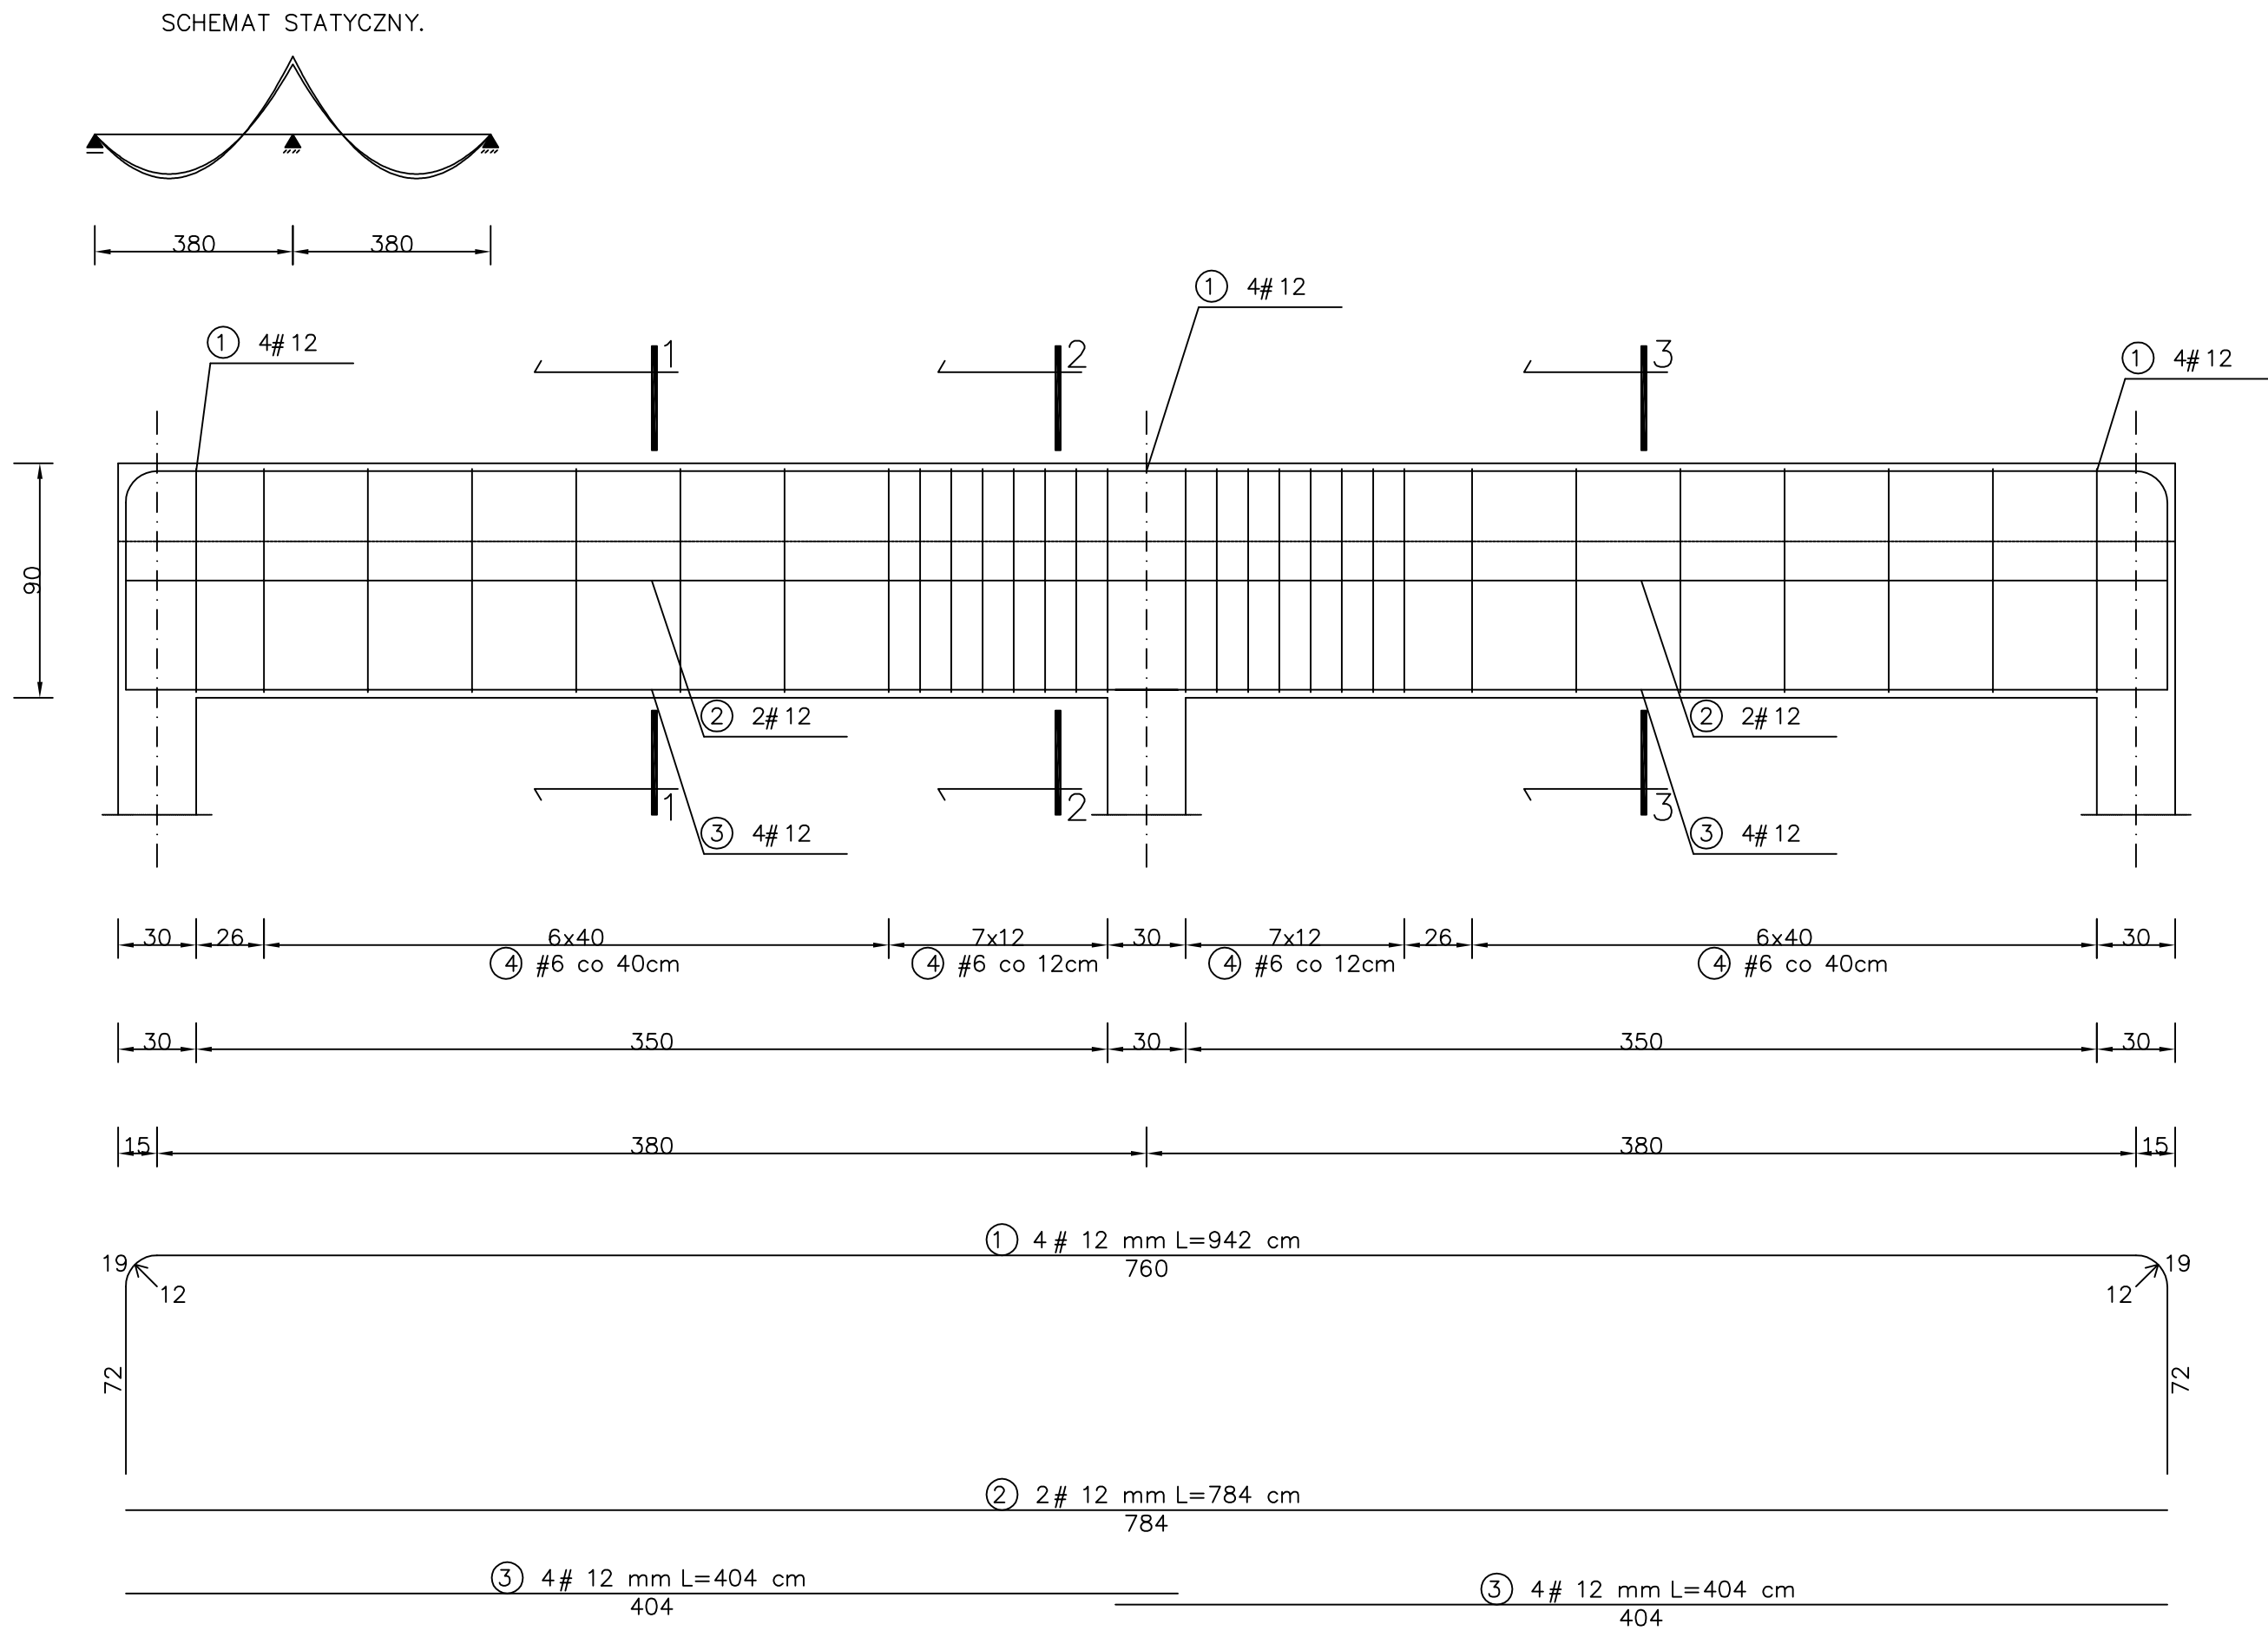 SCHEMAT STATYCZNY.
380 380
1 4#12
1 4#12
1 4#12
1 2 3
90
2 2#12
2 2#12
1 2 3
3 4#12
3 4#12
30 26 6x40 7x12 30 7x12 26 6x40 30
4 #6 co 40cm
4 #6 co 12cm
4 #6 co 12cm
4 #6 co 40cm
30 350 30 350 30
15 380 380 15
1 4# 12 mm L=942 cm
760
19 19
12 12
72 72
2 2# 12 mm L=784 cm
784
3 4# 12 mm L=404 cm
404
3 4# 12 mm L=404 cm
404